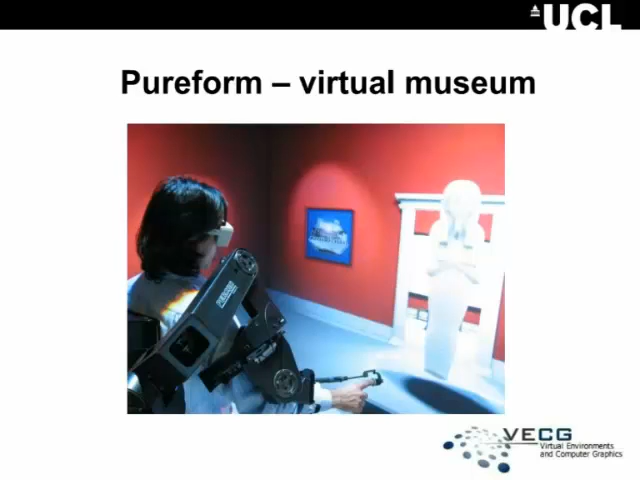 UCL
Pureform – virtual museum
VECG
Virtual Environments
and Computer Graphics